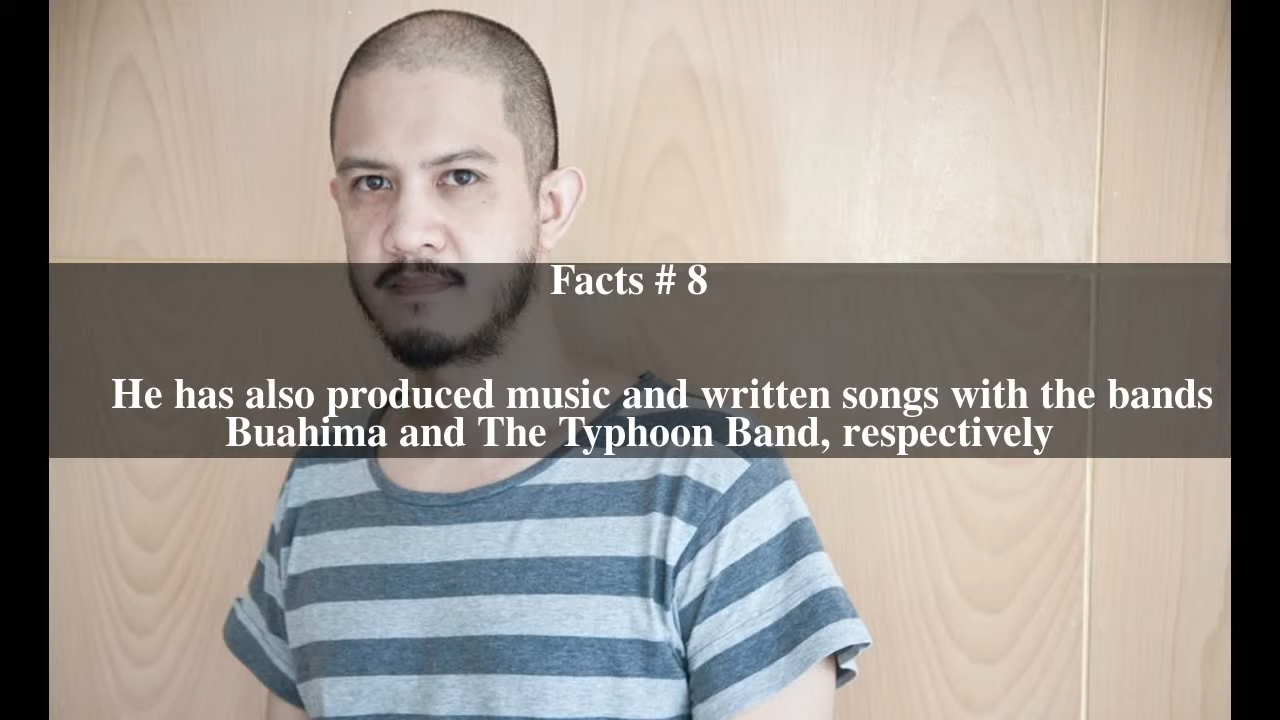 Facts # 8
He has also produced music and written songs with the bands
Buahima and The Typhoon Band, respectively